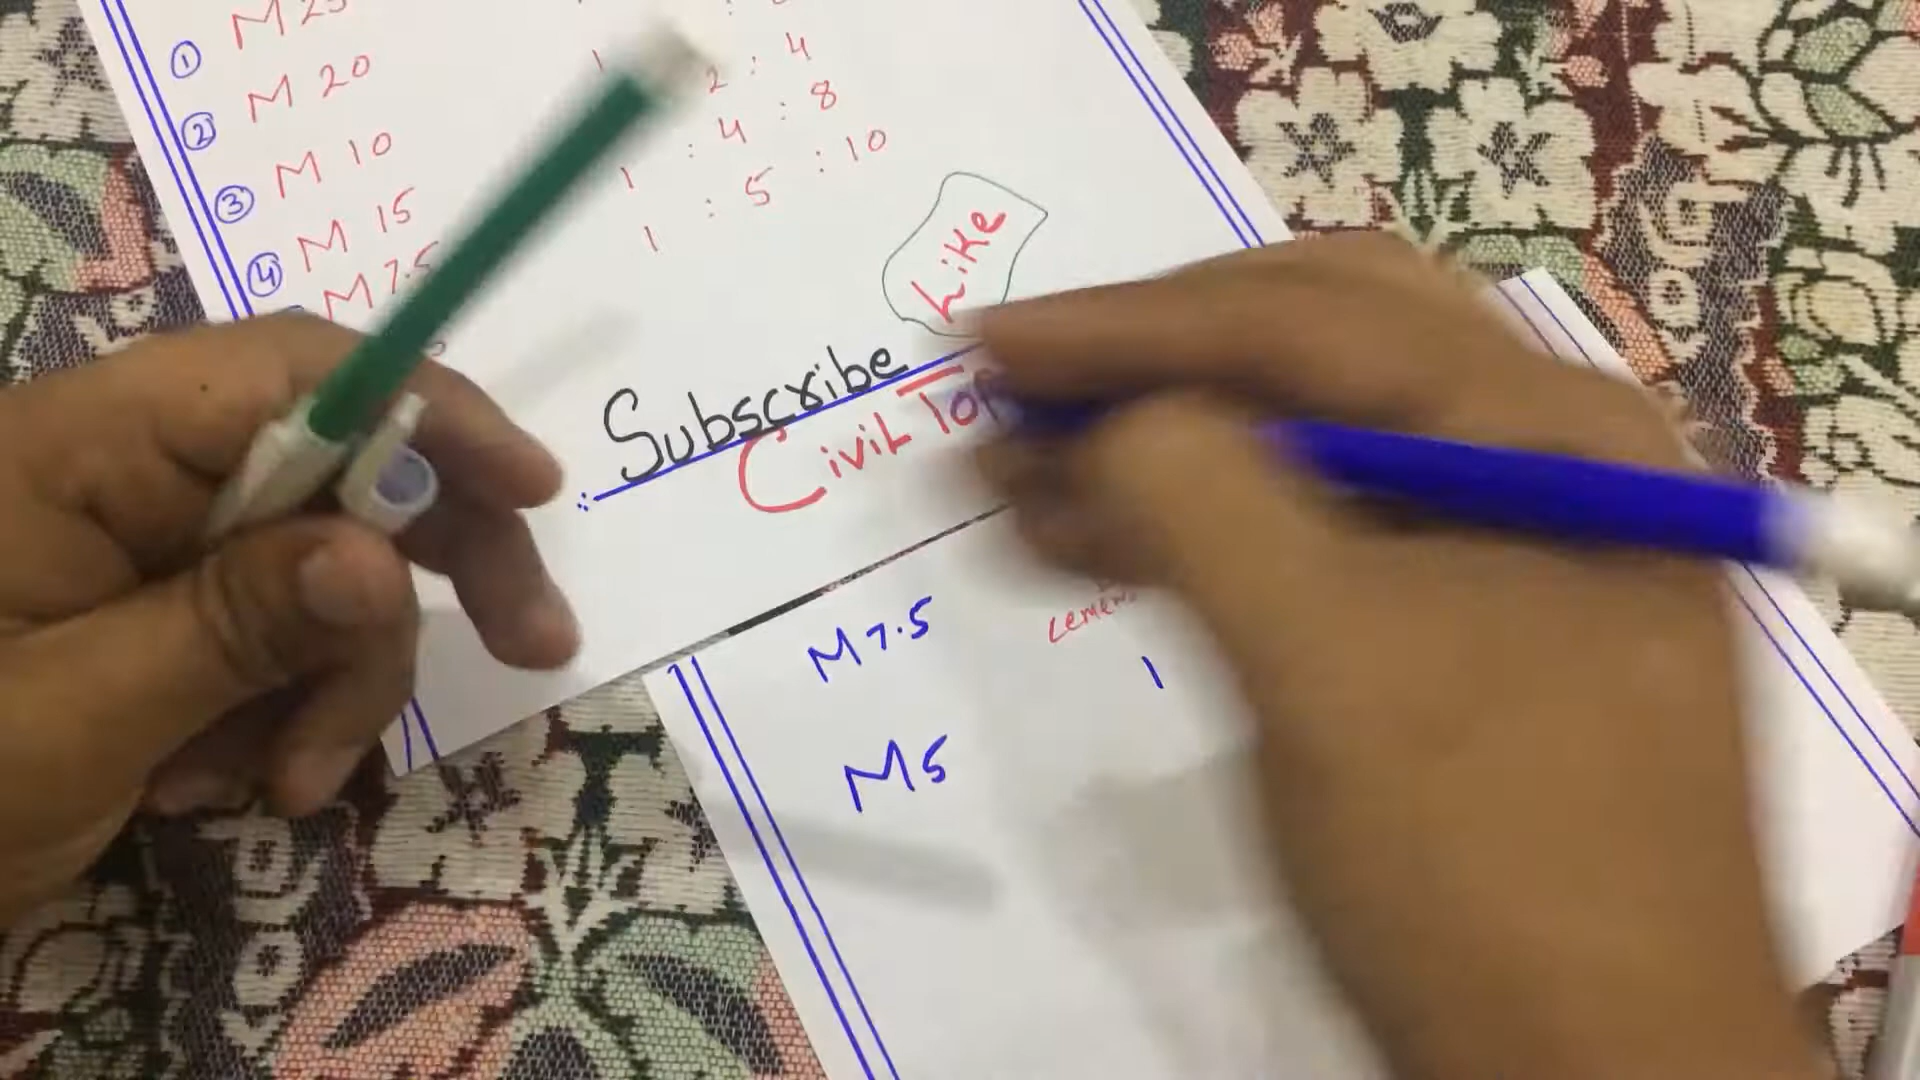 M 25
① M 20 1 : 2 : 4
② M 10 1 : 4 : 8
③ M 15 1 : 5 : 10
④ M 7.5
Like
Subscribe
Civil Top
M 7.5 1
M5